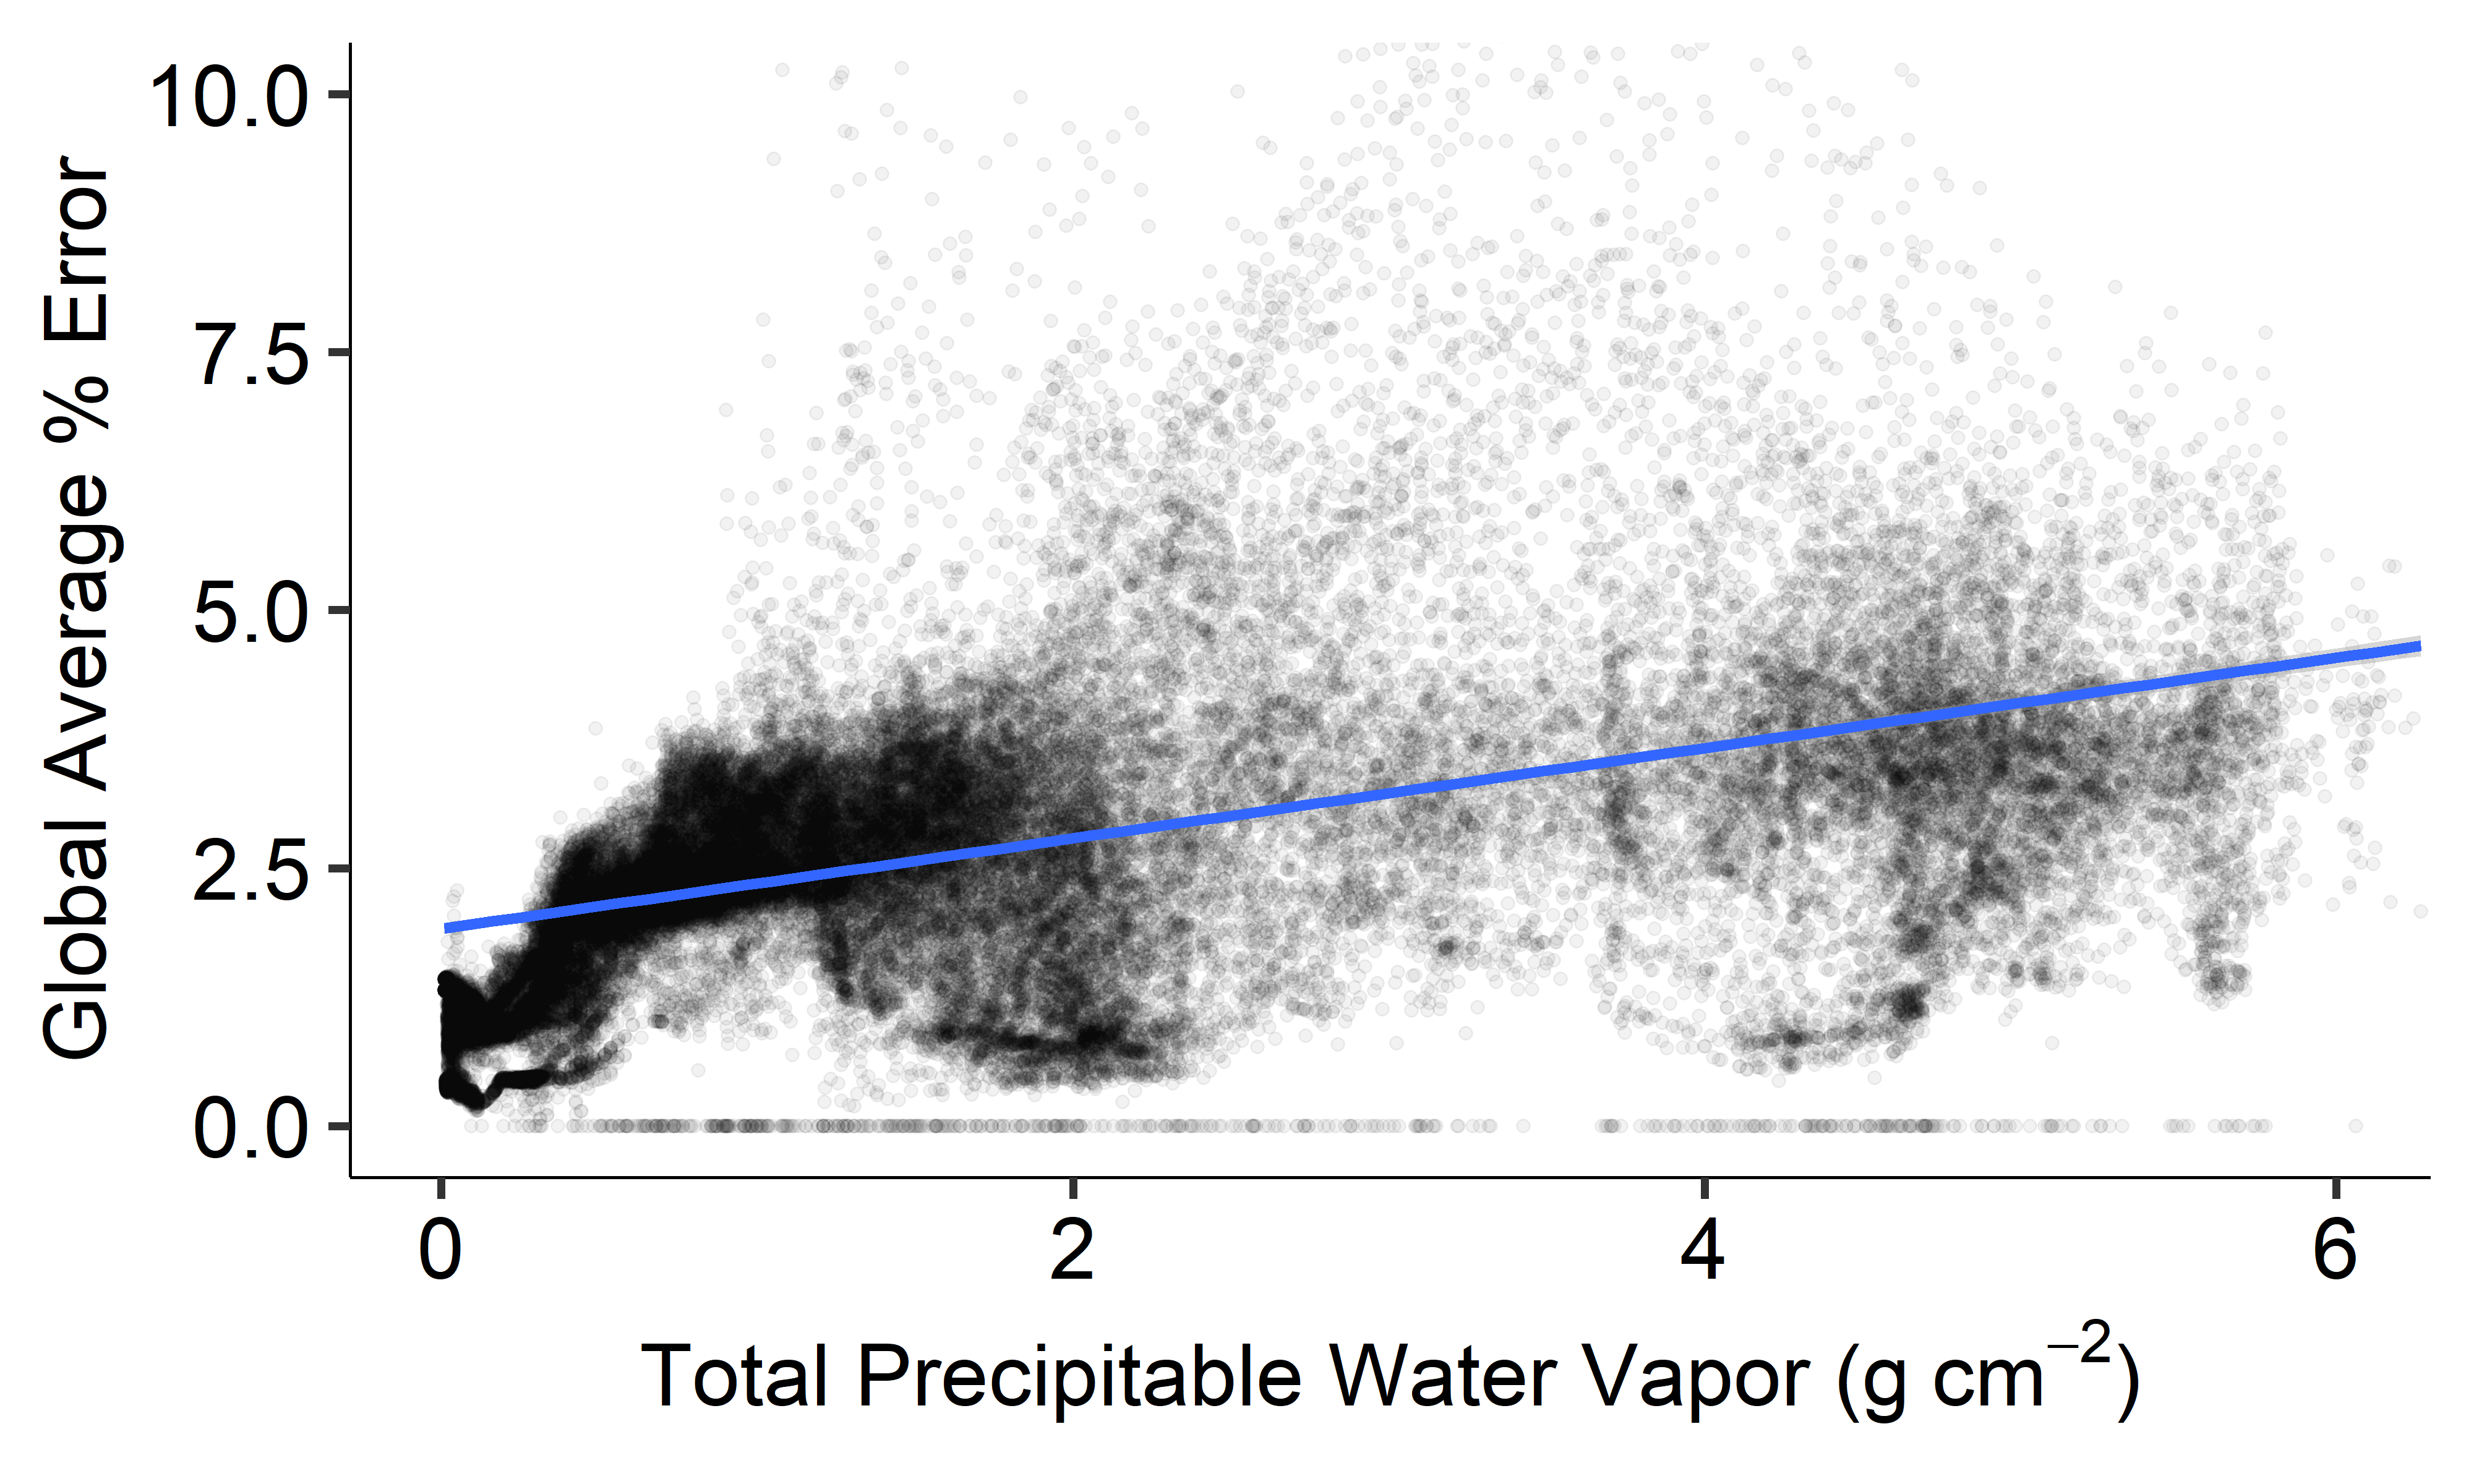 Global Average % Error
10.0
7.5
5.0
2.5
0.0
0 2 4 6
Total Precipitable Water Vapor (g cm⁻²)